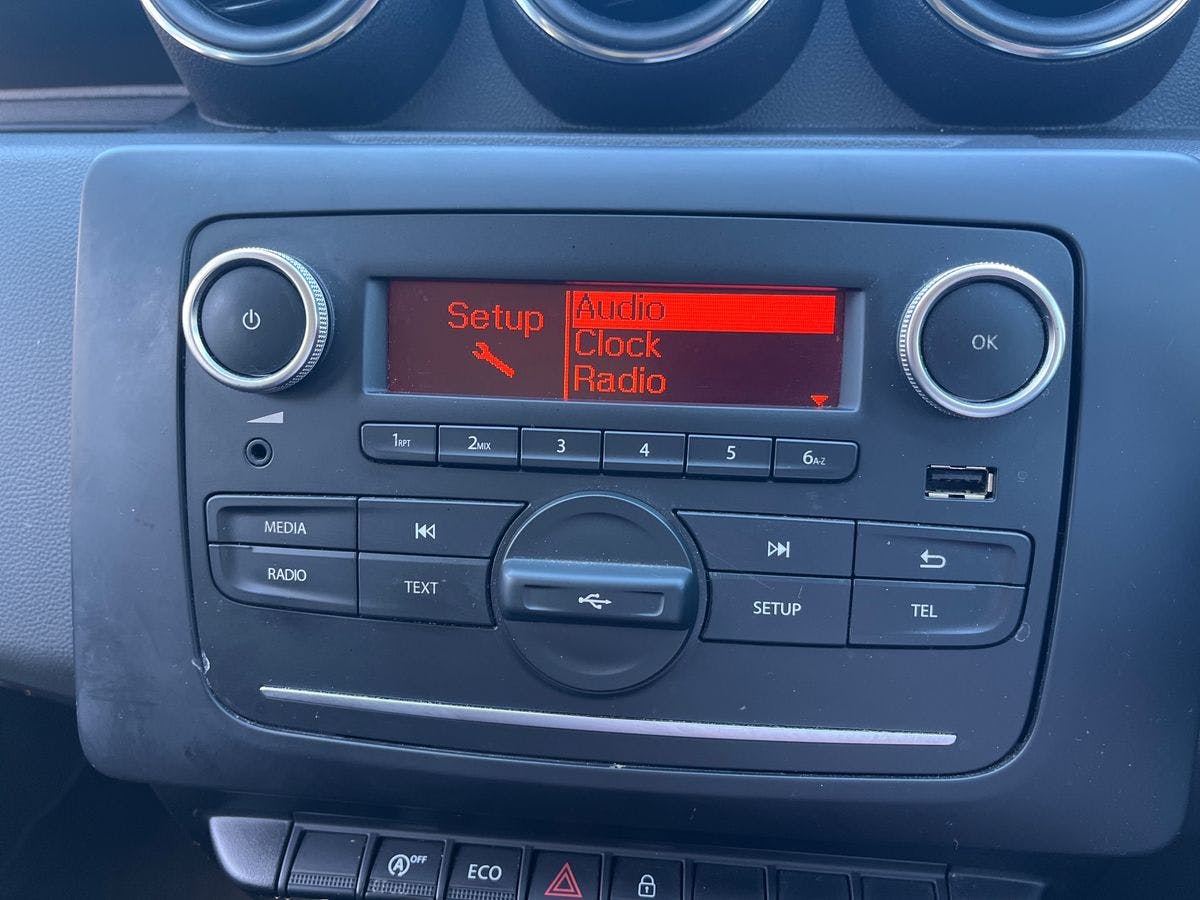 Setup
Audio
Clock
Radio
OK
1RPT
2MIX
3
4
5
6A-Z
MEDIA
RADIO
TEXT
SETUP
TEL
A OFF
ECO